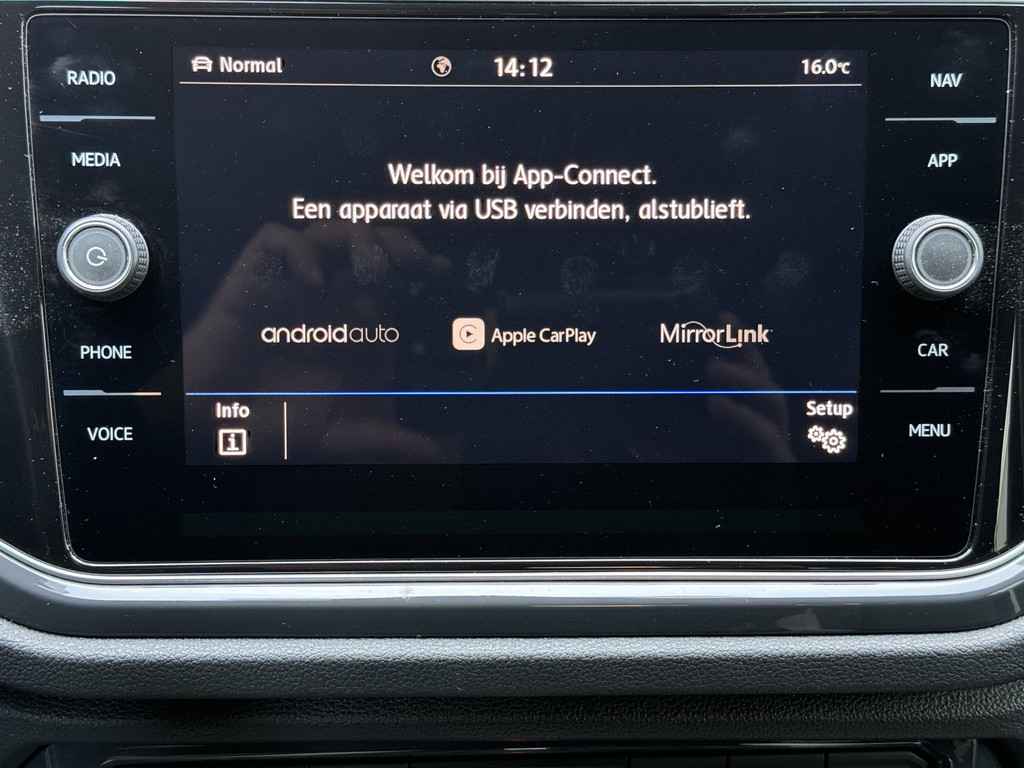 RADIO
MEDIA
PHONE
VOICE
Normal
14:12
16.0°C
Welkom bij App-Connect.
Een apparaat via USB verbinden, alstublieft.
androidauto
Apple CarPlay
MirrorLink
Info
Setup
NAV
APP
CAR
MENU